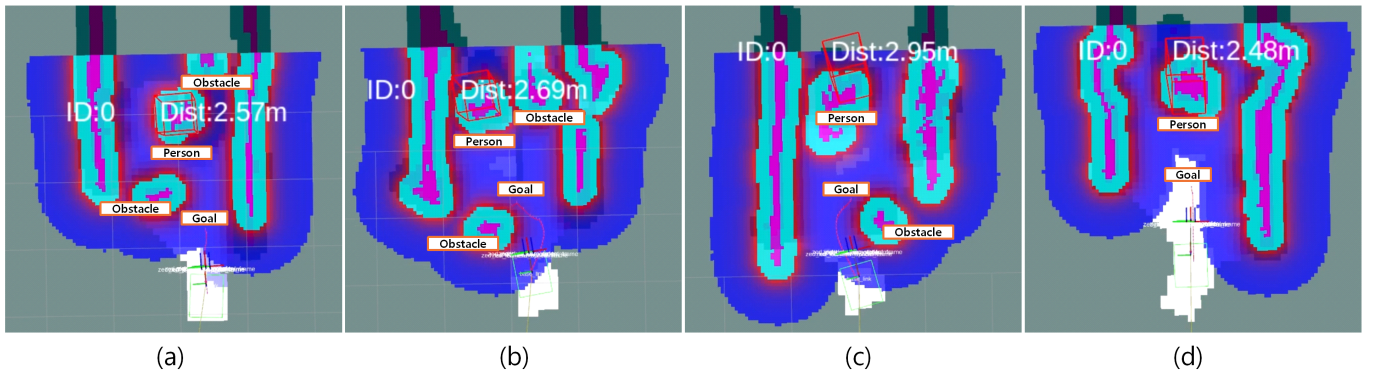 Obstacle
ID:0 Dist:2.57m
Person
Obstacle
Goal
(a)
ID:0 Dist:2.69m
Obstacle
Person
Goal
Obstacle
(b)
ID:0 Dist:2.95m
Person
Goal
Obstacle
(c)
ID:0 Dist:2.48m
Person
Goal
(d)